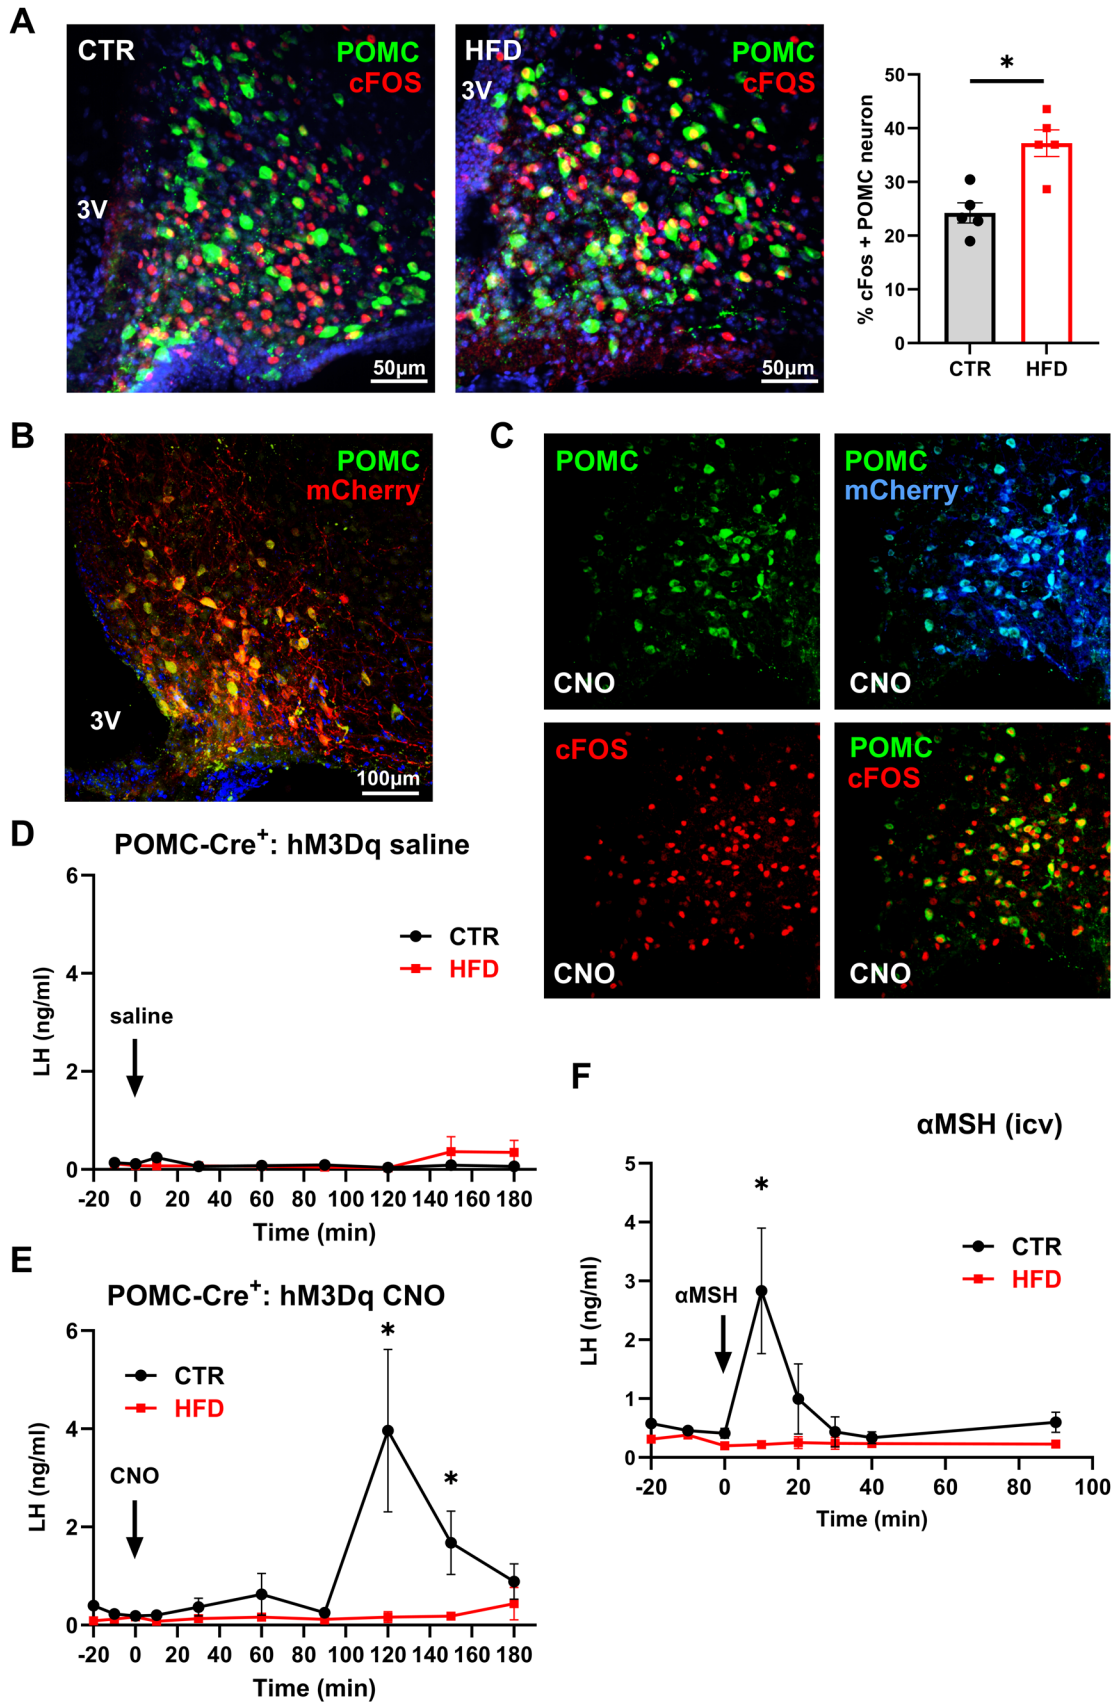 A
CTR
POMC
cFOS
3V
50µm
HFD
POMC
cFOS
3V
50µm
*
% cFos + POMC neuron
50
40
30
20
10
0
CTR
HFD
B
POMC
mCherry
3V
100µm
C
POMC
CNO
POMC
mCherry
CNO
cFOS
CNO
POMC
cFOS
CNO
D
POMC-Cre+: hM3Dq saline
LH (ng/ml)
6
4
2
0
CTR
HFD
saline
-20 0 20 40 60 80 100 120 140 160 180
Time (min)
E
POMC-Cre+: hM3Dq CNO
LH (ng/ml)
6
4
2
0
CTR
HFD
CNO
*
*
-20 0 20 40 60 80 100 120 140 160 180
Time (min)
F
αMSH (icv)
LH (ng/ml)
5
4
3
2
1
0
*
αMSH
CTR
HFD
-20 0 20 40 60 80 100
Time (min)